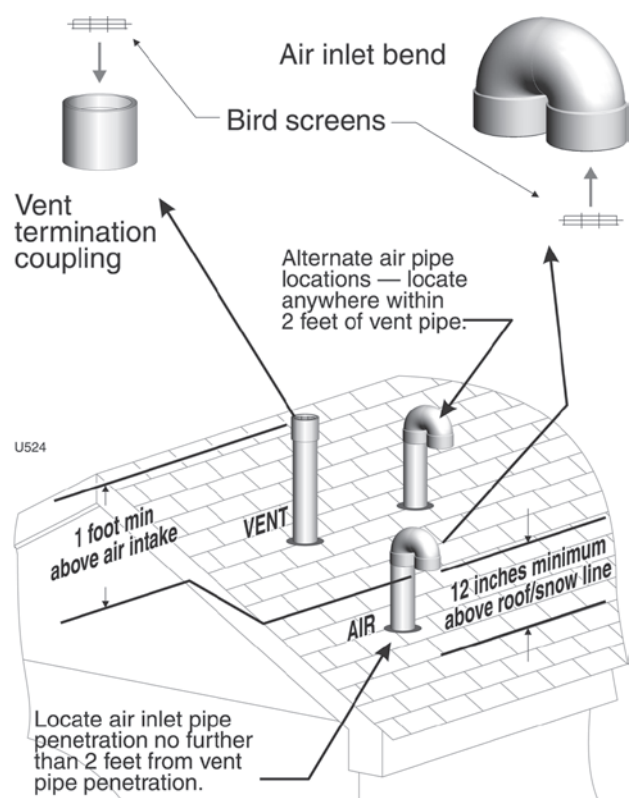 Air inlet bend
Bird screens
Vent
termination
coupling
Alternate air pipe
locations — locate
anywhere within
2 feet of vent pipe.
U524
1 foot min
above air intake
VENT
12 inches minimum
above roof/snow line
AIR
Locate air inlet pipe
penetration no further
than 2 feet from vent
pipe penetration.